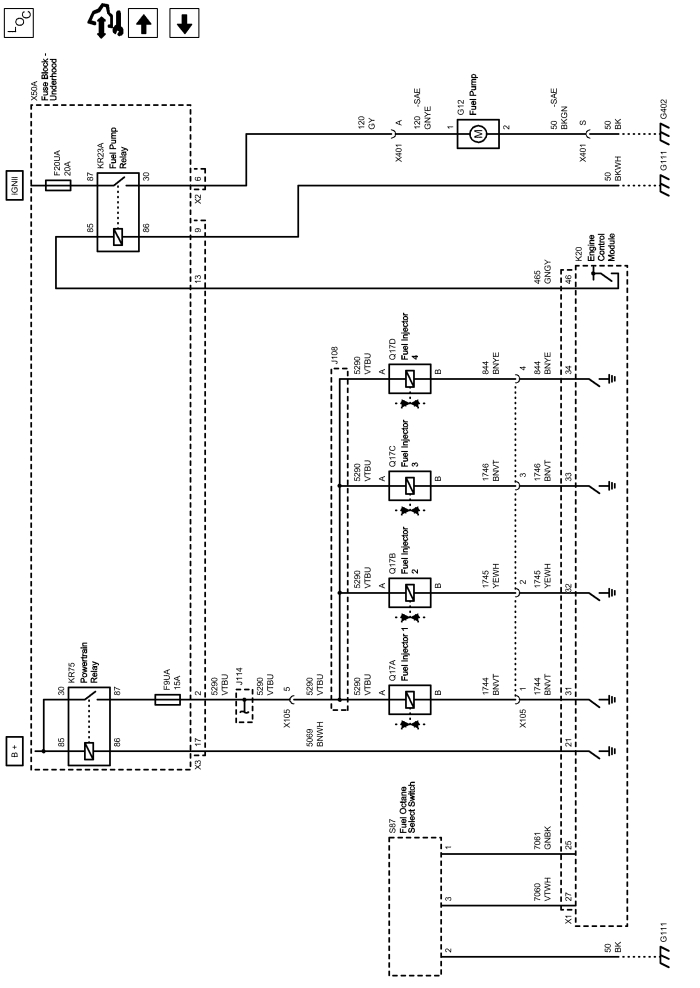 LOC
X50A
Fuse Block -
Underhood
IGNII
F20UA
20A
87
KR23A
Fuel Pump
Relay
85
86
30
X2
6
9
13
120
GY
A
X401
120
-SAE
GNYE
1
G12
Fuel Pump
M
2
50
-SAE
BKGN
S
X401
50
BK
G402
50
BKWH
G111
465
GNGY
46
K20
Engine
Control
Module
J108
5290
VTBU
A
Q17D
Fuel Injector
4
B
844
BNYE
4
844
BNYE
34
5290
VTBU
A
Q17C
Fuel Injector
3
B
1746
BNVT
3
1746
BNVT
33
5290
VTBU
A
Q17B
Fuel Injector
2
B
1745
YEWH
2
1745
YEWH
32
B +
30
KR75
Powertrain
Relay
85
87
86
F9UA
15A
X3
17
2
5290
VTBU
J114
5290
VTBU
5
X105
5290
VTBU
5069
BNWH
5290
VTBU
A
Q17A
Fuel Injector 1
B
1744
BNVT
1
X105
1744
BNVT
31
21
S87
Fuel Octane
Select Switch
1
7061
GNBK
25
3
7060
VTWH
27
X1
2
50
BK
G111